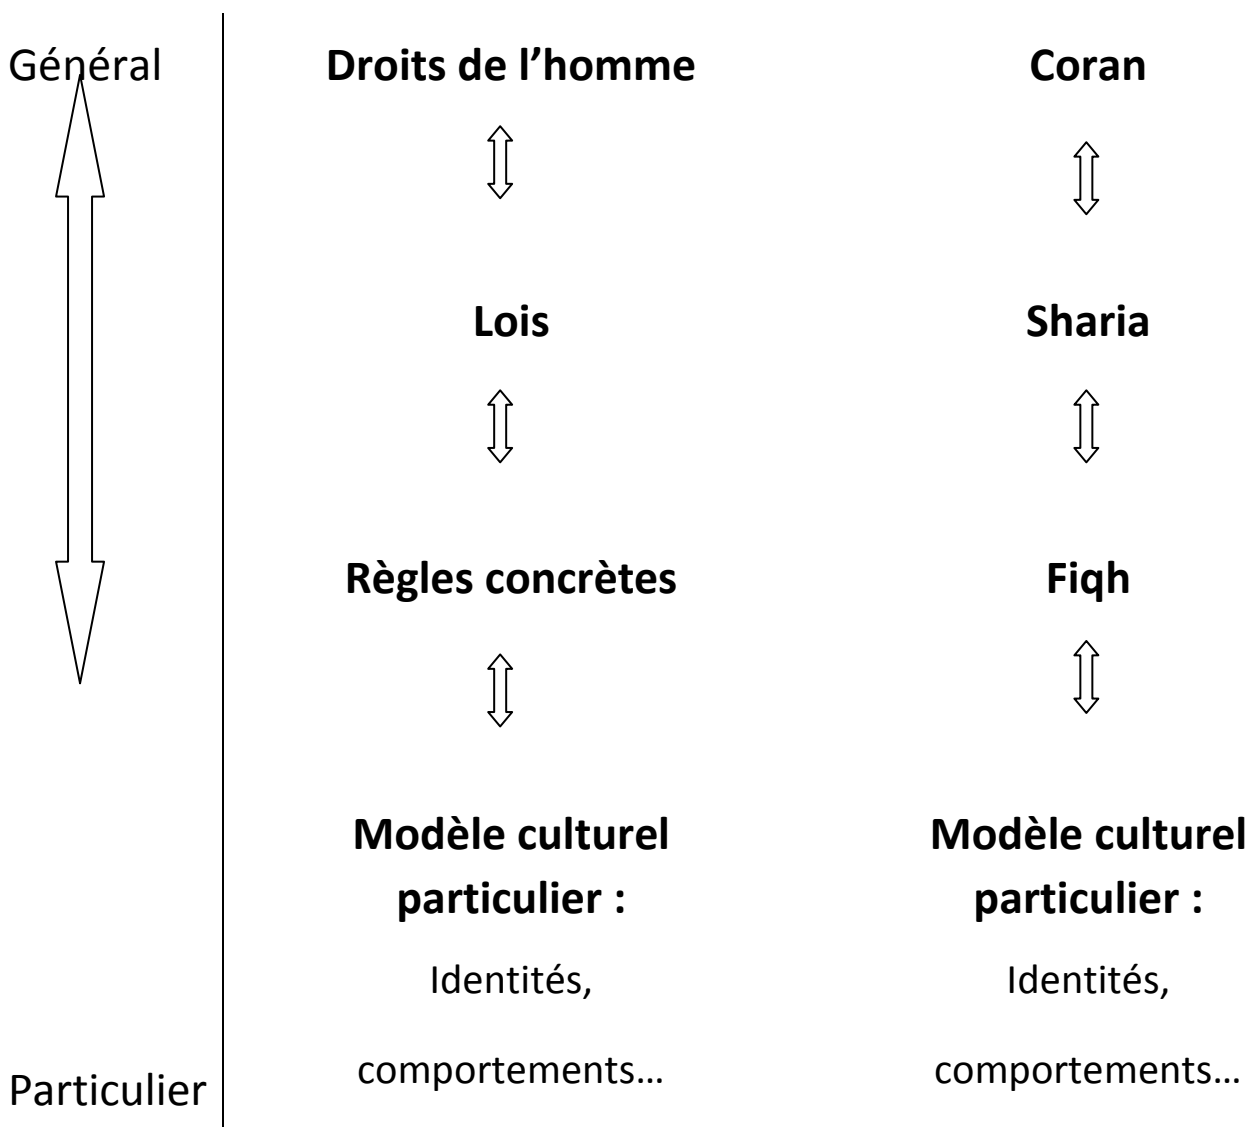 Général
Droits de l’homme
Coran
Lois
Sharia
Règles concrètes
Fiqh
Modèle culturel
particulier :
Identités,
comportements…
Modèle culturel
particulier :
Identités,
comportements…
Particulier